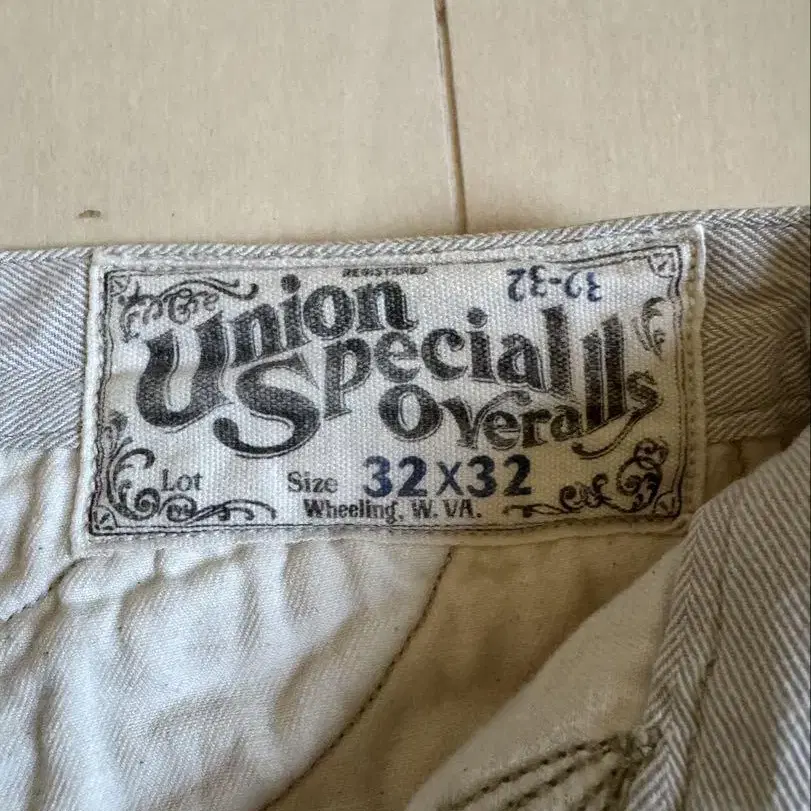 REGISTERED
32-32
Union
Special
Overalls
Lot
Size 32X32
Wheeling, W. VA.